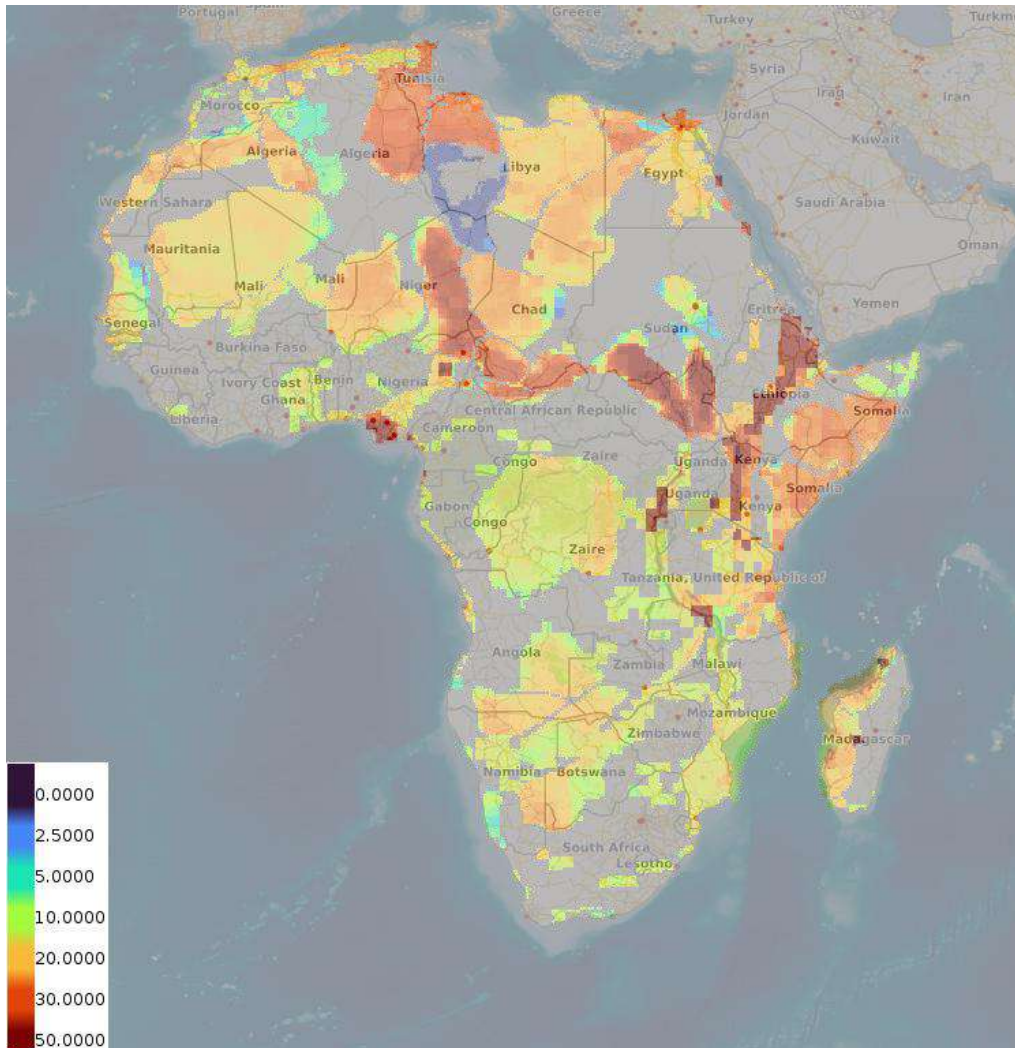 Portugal
Greece
Turkey
Turkm
Syria
Iraq
Iran
Jordan
Kuwait
Saudi Arabia
Oman
Yemen
Tunisia
Morocco
Algeria
Algeria
Libya
Egypt
Western Sahara
Mauritania
Mali
Mali
Niger
Chad
Sudan
Eritrea
Senegal
Burkina Faso
Guinea
Ivory Coast
Benin
Nigeria
Ghana
Liberia
Central African Republic
Cameroon
Ethiopia
Somalia
Congo
Zaire
Uganda
Kenya
Somalia
Gabon
Uganda
Kenya
Congo
Zaire
Tanzania, United Republic of
Angola
Zambia
Malawi
Mozambique
Zimbabwe
Madagascar
Namibia
Botswana
South Africa
Lesotho
0.0000
2.5000
5.0000
10.0000
20.0000
30.0000
50.0000